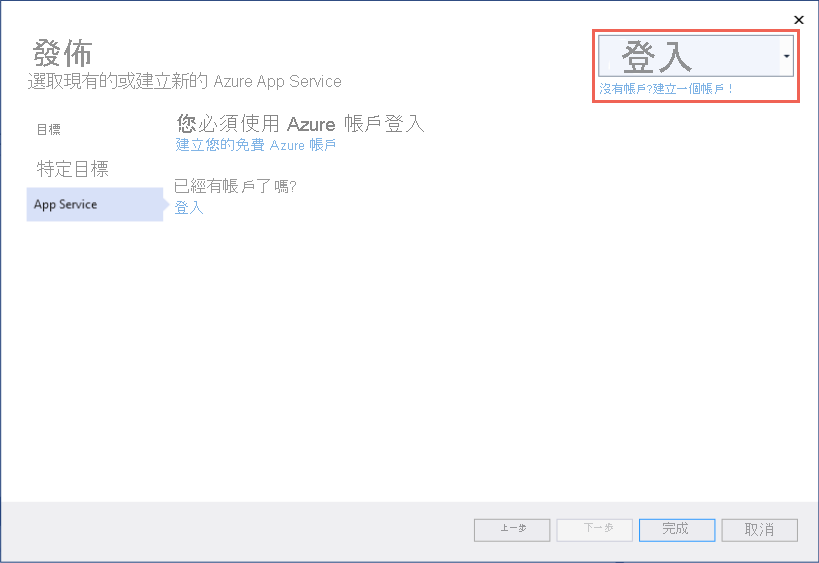 發佈
選取現有的或建立新的 Azure App Service
登入
沒有帳戶?建立一個帳戶！
目標
特定目標
App Service
您必須使用 Azure 帳戶登入
建立您的免費 Azure 帳戶
已經有帳戶了嗎?
登入
上一步
下一步
完成
取消